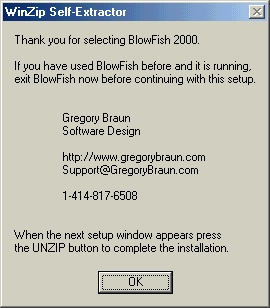 WinZip Self-Extractor
Thank you for selecting BlowFish 2000.
If you have used BlowFish before and it is running,
exit BlowFish now before continuing with this setup.
Gregory Braun
Software Design
http://www.gregorybraun.com
Support@GregoryBraun.com
1-414-817-6508
When the next setup window appears press
the UNZIP button to complete the installation.
OK